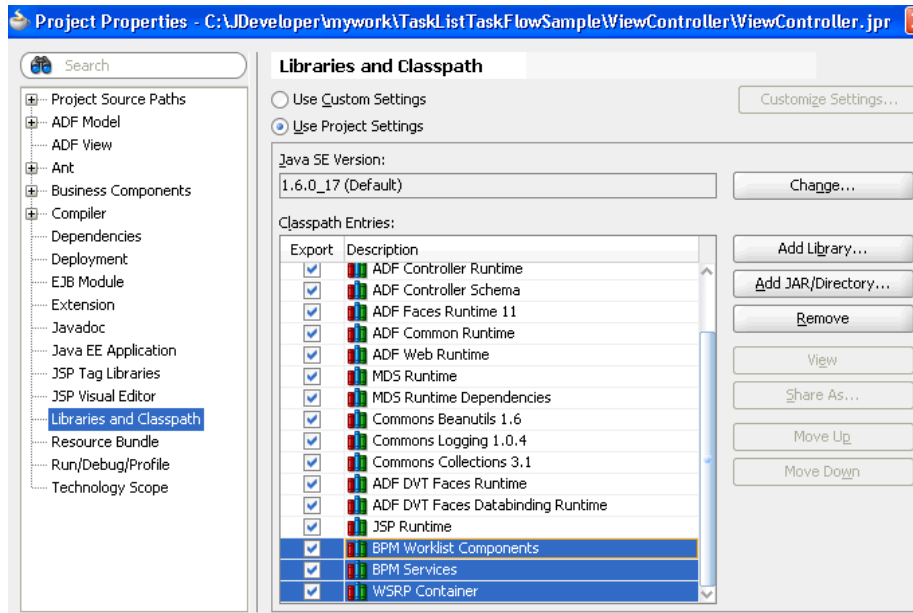 Project Properties - C:\JDeveloper\mywork\TaskListTaskFlowSample\ViewController\ViewController.jpr
Search
Project Source Paths
ADF Model
ADF View
Ant
Business Components
Compiler
Dependencies
Deployment
EJB Module
Extension
Javadoc
Java EE Application
JSP Tag Libraries
JSP Visual Editor
Libraries and Classpath
Resource Bundle
Run/Debug/Profile
Technology Scope
Libraries and Classpath
Use Custom Settings
Customize Settings...
Use Project Settings
Java SE Version:
1.6.0_17 (Default)
Change...
Classpath Entries:
Export Description
ADF Controller Runtime
ADF Controller Schema
ADF Faces Runtime 11
ADF Common Runtime
ADF Web Runtime
MDS Runtime
MDS Runtime Dependencies
Commons Beanutils 1.6
Commons Logging 1.0.4
Commons Collections 3.1
ADF DVT Faces Runtime
ADF DVT Faces Databinding Runtime
JSP Runtime
BPM Worklist Components
BPM Services
WSRP Container
Add Library...
Add JAR/Directory...
Remove
View
Share As...
Move Up
Move Down